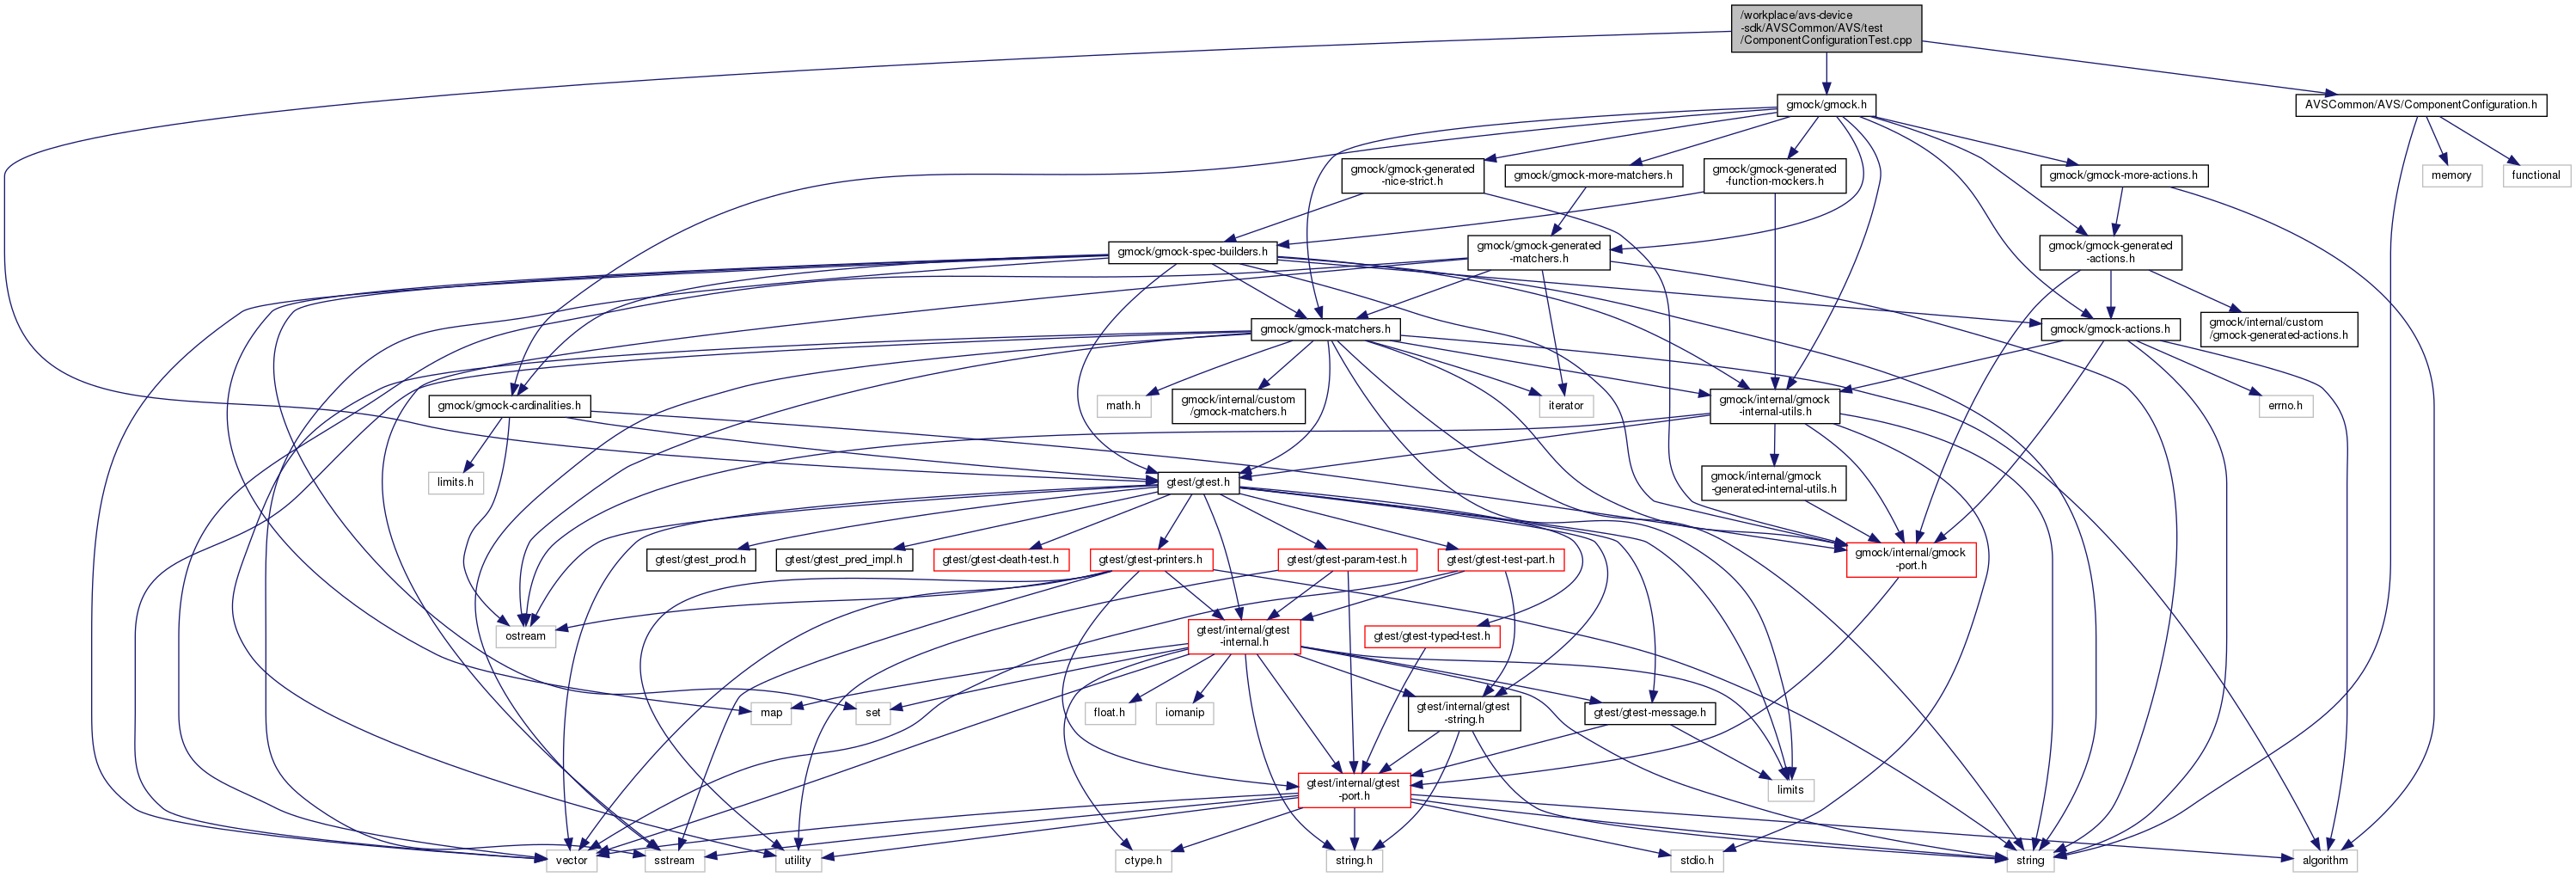 /workplace/avs-device
-sdk/AVSCommon/AVS/test
/ComponentConfigurationTest.cpp
gmock/gmock.h
AVSCommon/AVS/ComponentConfiguration.h
gmock/gmock-generated
-nice-strict.h
gmock/gmock-more-matchers.h
gmock/gmock-generated
-function-mockers.h
gmock/gmock-more-actions.h
memory
functional
gmock/gmock-spec-builders.h
gmock/gmock-generated
-matchers.h
gmock/gmock-generated
-actions.h
gmock/gmock-matchers.h
gmock/gmock-actions.h
gmock/internal/custom
/gmock-generated-actions.h
gmock/gmock-cardinalities.h
math.h
gmock/internal/custom
/gmock-matchers.h
iterator
gmock/internal/gmock
-internal-utils.h
errno.h
limits.h
gtest/gtest.h
gmock/internal/gmock
-generated-internal-utils.h
gtest/gtest_prod.h
gtest/gtest_pred_impl.h
gtest/gtest-death-test.h
gtest/gtest-printers.h
gtest/gtest-param-test.h
gtest/gtest-test-part.h
gmock/internal/gmock
-port.h
ostream
gtest/internal/gtest
-internal.h
gtest/gtest-typed-test.h
map
set
float.h
iomanip
gtest/internal/gtest
-string.h
gtest/gtest-message.h
gtest/internal/gtest
-port.h
limits
vector
sstream
utility
ctype.h
string.h
stdio.h
string
algorithm